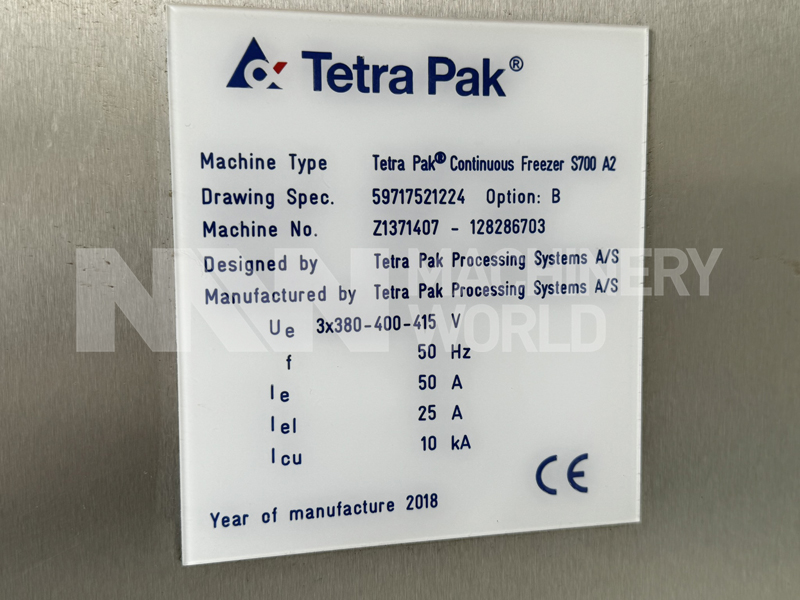 Tetra Pak®
Machine Type Tetra Pak® Continuous Freezer S700 A2
Drawing Spec. 59717521224 Option: B
Machine No. Z1371407 - 128286703
Designed by Tetra Pak Processing Systems A/S
Manufactured by Tetra Pak Processing Systems A/S
Ue 3x380-400-415 V
f 50 Hz
Ie 50 A
Iel 25 A
Icu 10 kA
CE
Year of manufacture 2018
MACHINERY
WORLD